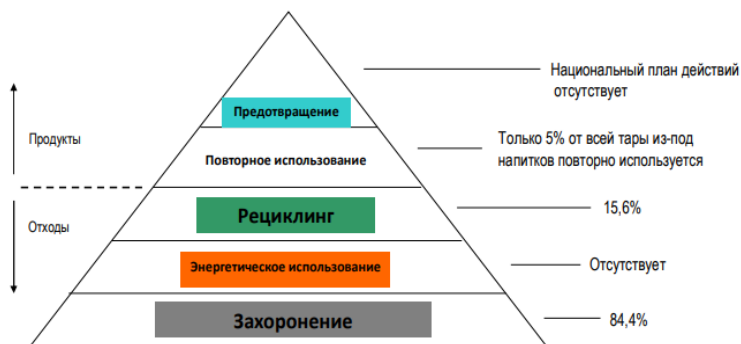 Национальный план действий
отсутствует
Предотвращение
Продукты
Повторное использование
Только 5% от всей тары из-под
напитков повторно используется
Рециклинг
15,6%
Отходы
Энергетическое использование
Отсутствует
Захоронение
84,4%